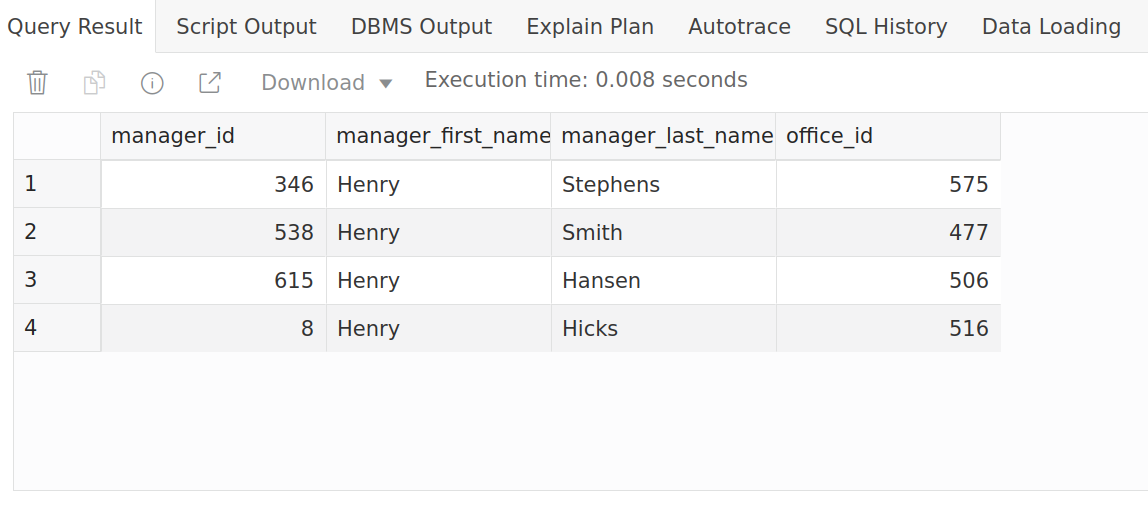 Query Result Script Output DBMS Output Explain Plan Autotrace SQL History Data Loading
Download Execution time: 0.008 seconds
manager_id manager_first_name manager_last_name office_id
1 346 Henry Stephens 575
2 538 Henry Smith 477
3 615 Henry Hansen 506
4 8 Henry Hicks 516